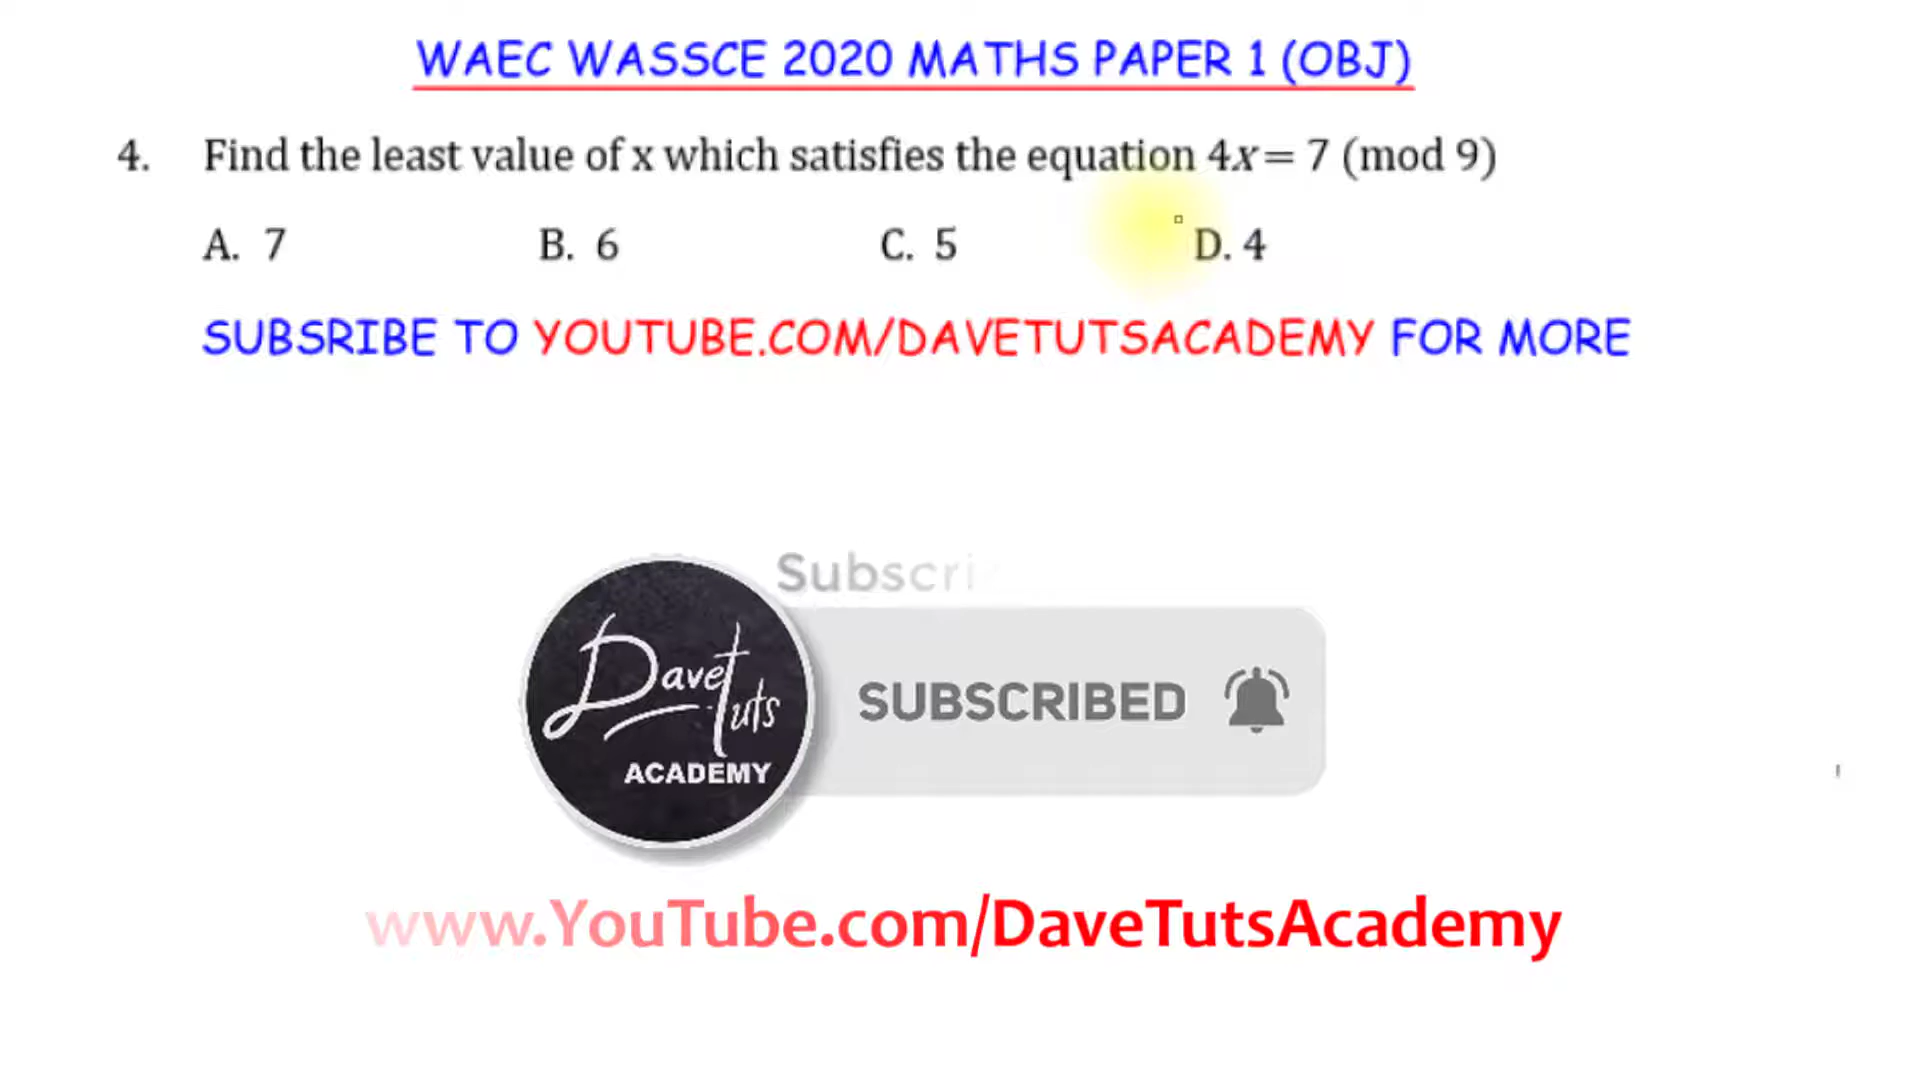 WAEC WASSCE 2020 MATHS PAPER 1 (OBJ)
4. Find the least value of x which satisfies the equation 4x = 7 (mod 9)
A. 7 B. 6 C. 5 D. 4
SUBSRIBE TO YOUTUBE.COM/DAVETUTSACADEMY FOR MORE
Dave Tuts
ACADEMY
SUBSCRIBED
www.YouTube.com/DaveTutsAcademy